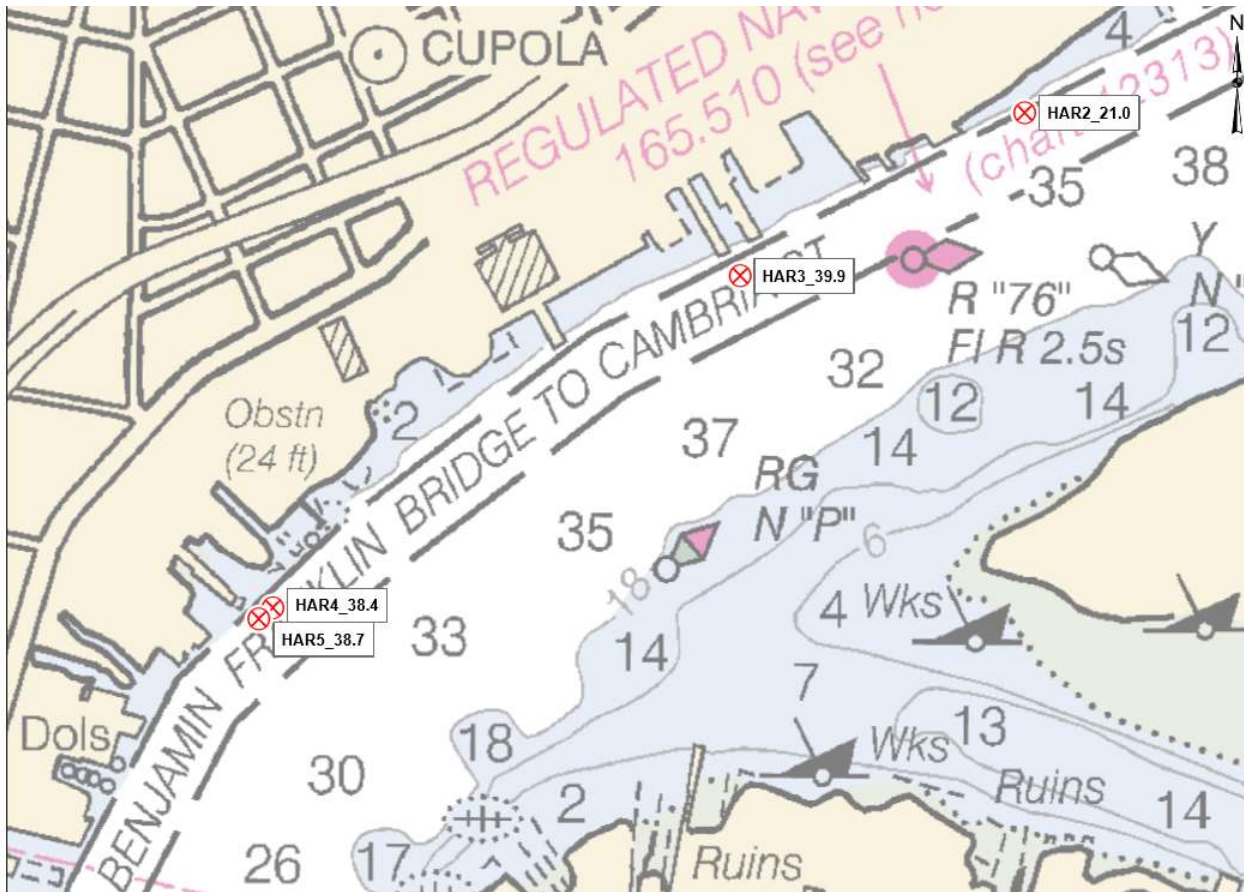 CUPOLA
4
N
REGULATED NAV
165.510 (see no
(chart 12313)
HAR2_21.0
35
38
HAR3_39.9
Y
N "
R "76"
Fl R 2.5s
12
32
12
14
BENJAMIN FRANKLIN BRIDGE TO CAMBRIA ST
Obstn
(24 ft)
2
37
14
RG
N "P"
35
6
18
HAR4_38.4
HAR5_38.7
33
4
Wks
14
7
Dols
18
Wks
13
30
2
Ruins
14
26
17
Ruins